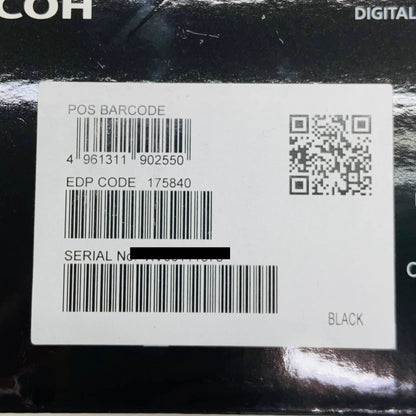 COH
DIGITAL
POS BARCODE
4 961311 902550
EDP CODE 175840
SERIAL No
BLACK